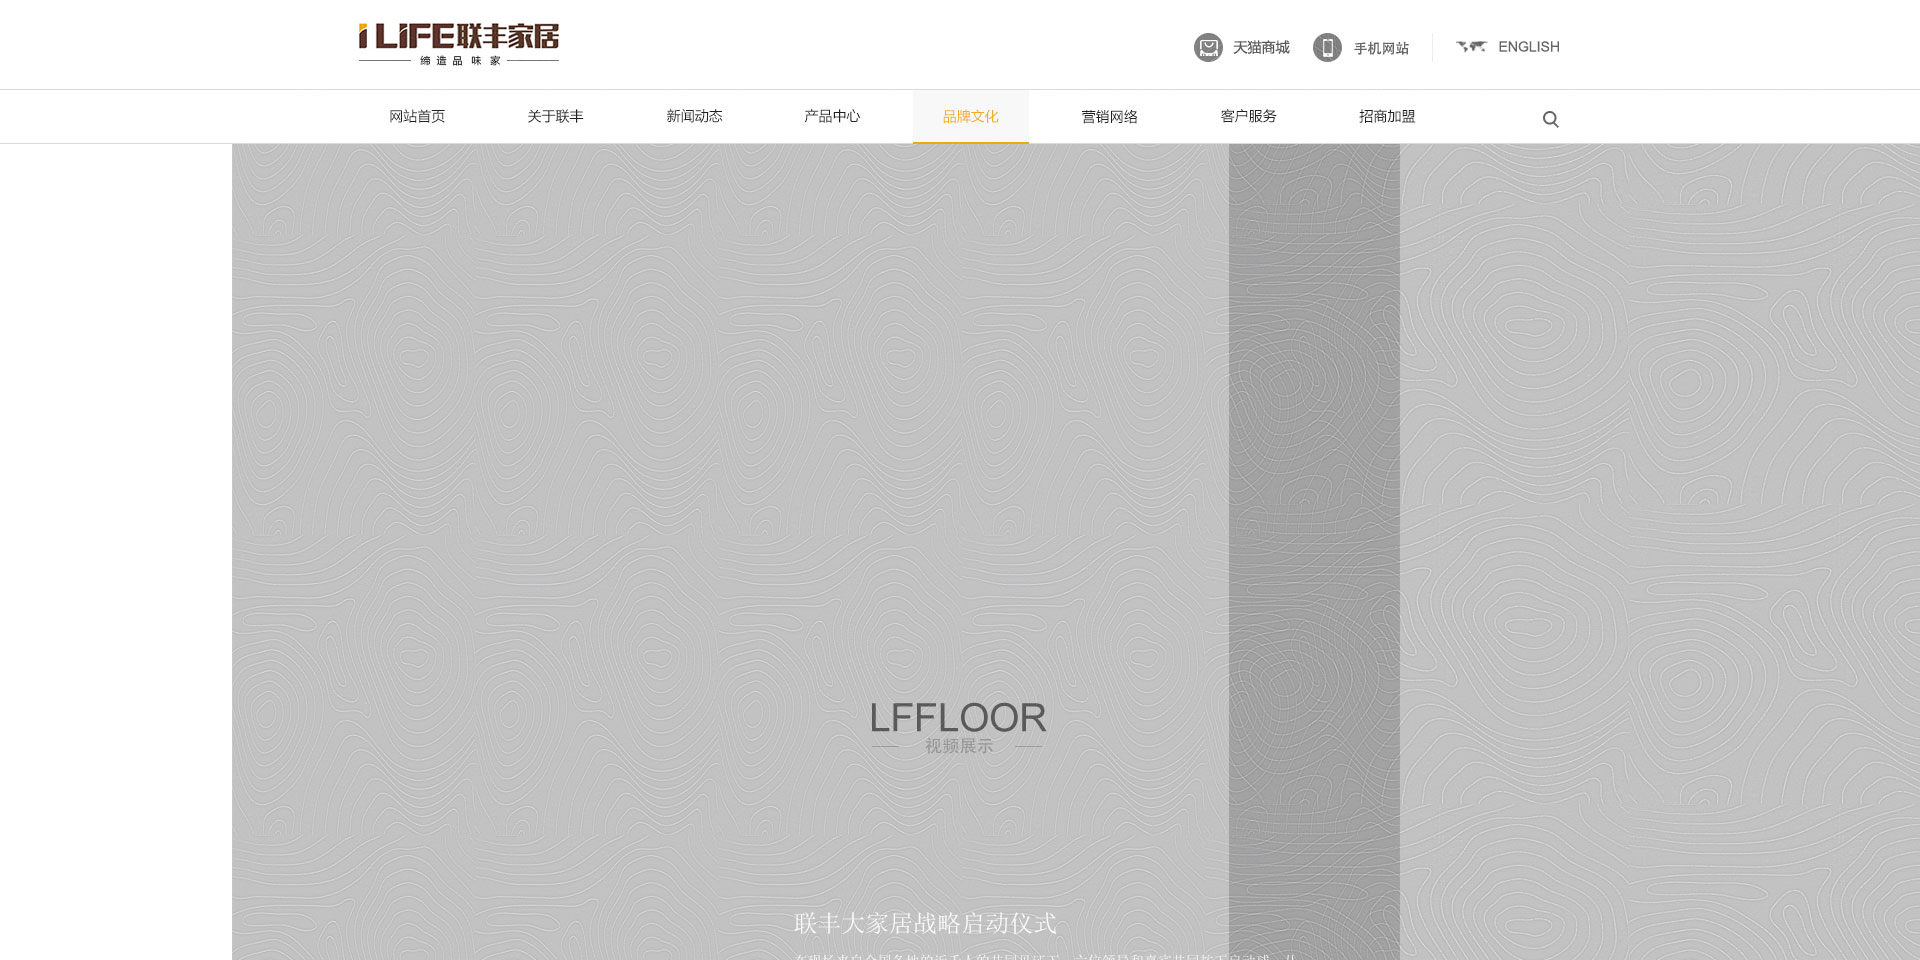 iLIFE联丰家居
缔造品味家
天猫商城
手机网站
ENGLISH
网站首页
关于联丰
新闻动态
产品中心
品牌文化
营销网络
客户服务
招商加盟
LFFLOOR
视频展示
联丰大家居战略启动仪式